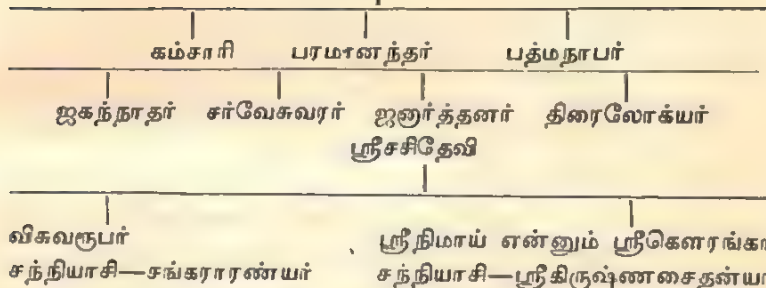 கம்சாரி பரமானந்தர் பத்மநாபர்
ஜகந்நாதர் சர்வேசுவரர் ஜனார்த்தனர் திரைலோக்யர்
ஸ்ரீசசிதேவி
விசுவரூபர் ஸ்ரீநிமாய் என்னும் ஸ்ரீகௌரங்கா
சந்நியாசி—சங்கராரண்யர் சந்நியாசி—ஸ்ரீகிருஷ்ணசைதன்யர